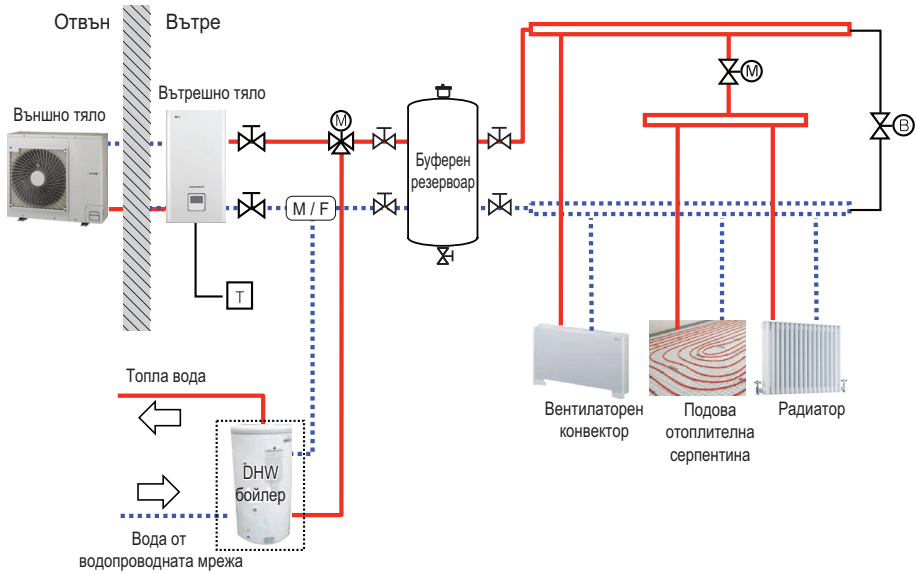 Отвън
Вътре
Външно тяло
Вътрешно тяло
M
M
B
Буферен
резервоар
M / F
T
Топла вода
DHW
бойлер
Вода от
водопроводната мрежа
Вентилаторен
конвектор
Подова
отоплителна
серпентина
Радиатор